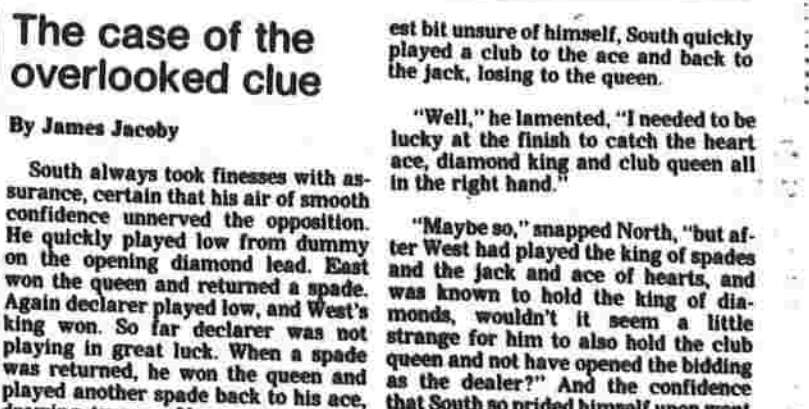 The case of the
overlooked clue
By James Jacoby
South always took finesses with as-
surance, certain that his air of smooth
confidence unnerved the opposition.
He quickly played low from dummy
on the opening diamond lead. East
won the queen and returned a spade.
Again declarer played low, and West's
king won. So far declarer was not
playing in great luck. When a spade
was returned, he won the queen and
played another spade back to his ace,
est bit unsure of himself, South quickly
played a club to the ace and back to
the jack, losing to the queen.
"Well," he lamented, "I needed to be
lucky at the finish to catch the heart
ace, diamond king and club queen all
in the right hand."
"Maybe so," snapped North, "but af-
ter West had played the king of spades
and the jack and ace of hearts, and
was known to hold the king of dia-
monds, wouldn't it seem a little
strange for him to also hold the club
queen and not have opened the bidding
as the dealer?" And the confidence
that South so prided himself upon went